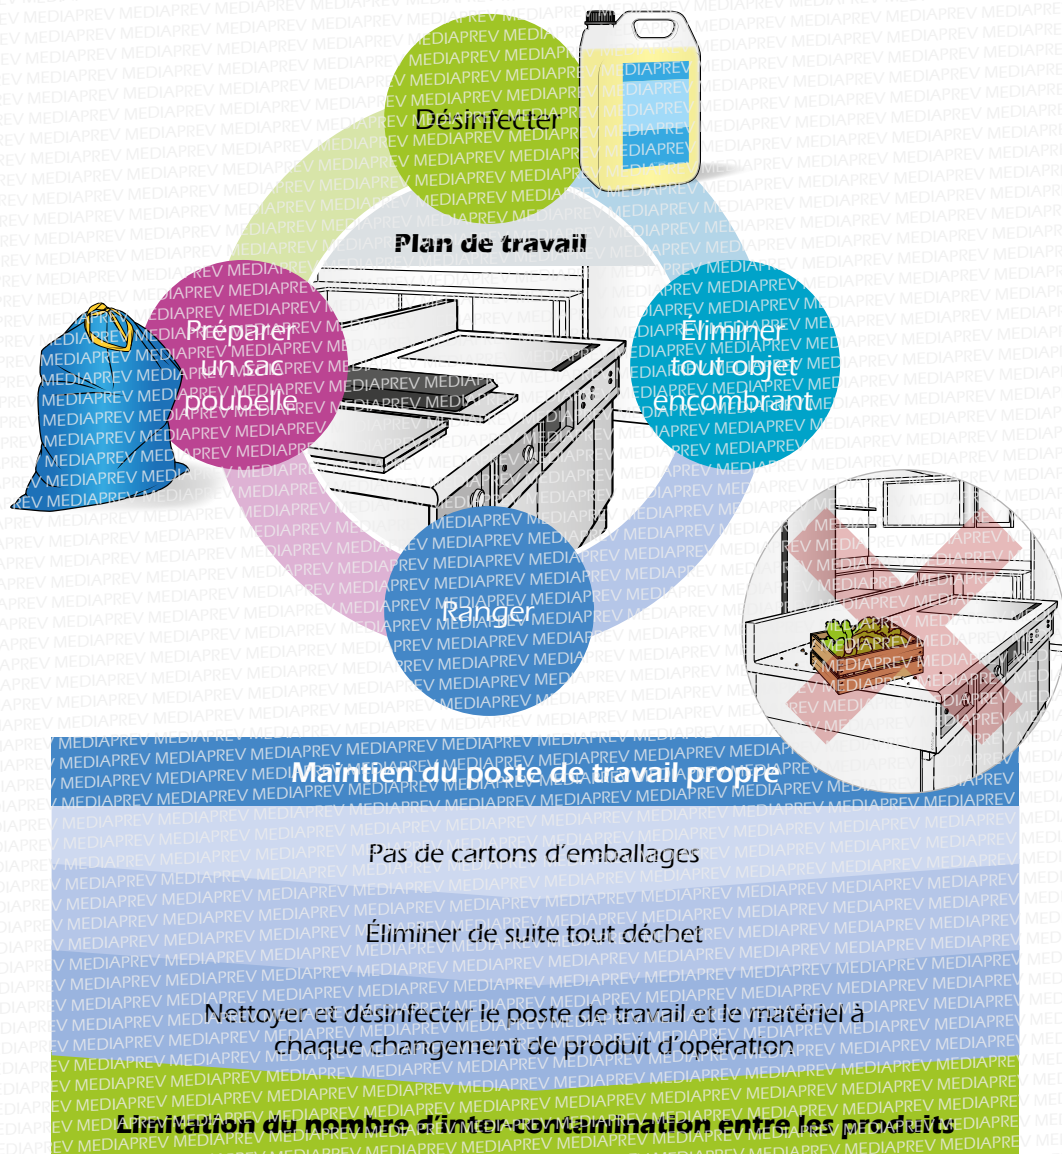 Désinfecter
Plan de travail
Préparer
un sac
poubelle
Éliminer
tout objet
encombrant
Ranger
Maintien du poste de travail propre
Pas de cartons d'emballages
Éliminer de suite tout déchet
Nettoyer et désinfecter le poste de travail et le matériel à
chaque changement de produit d'opération
Limitation du nombre d'inter-contamination entre les produits
MEDIAPREV